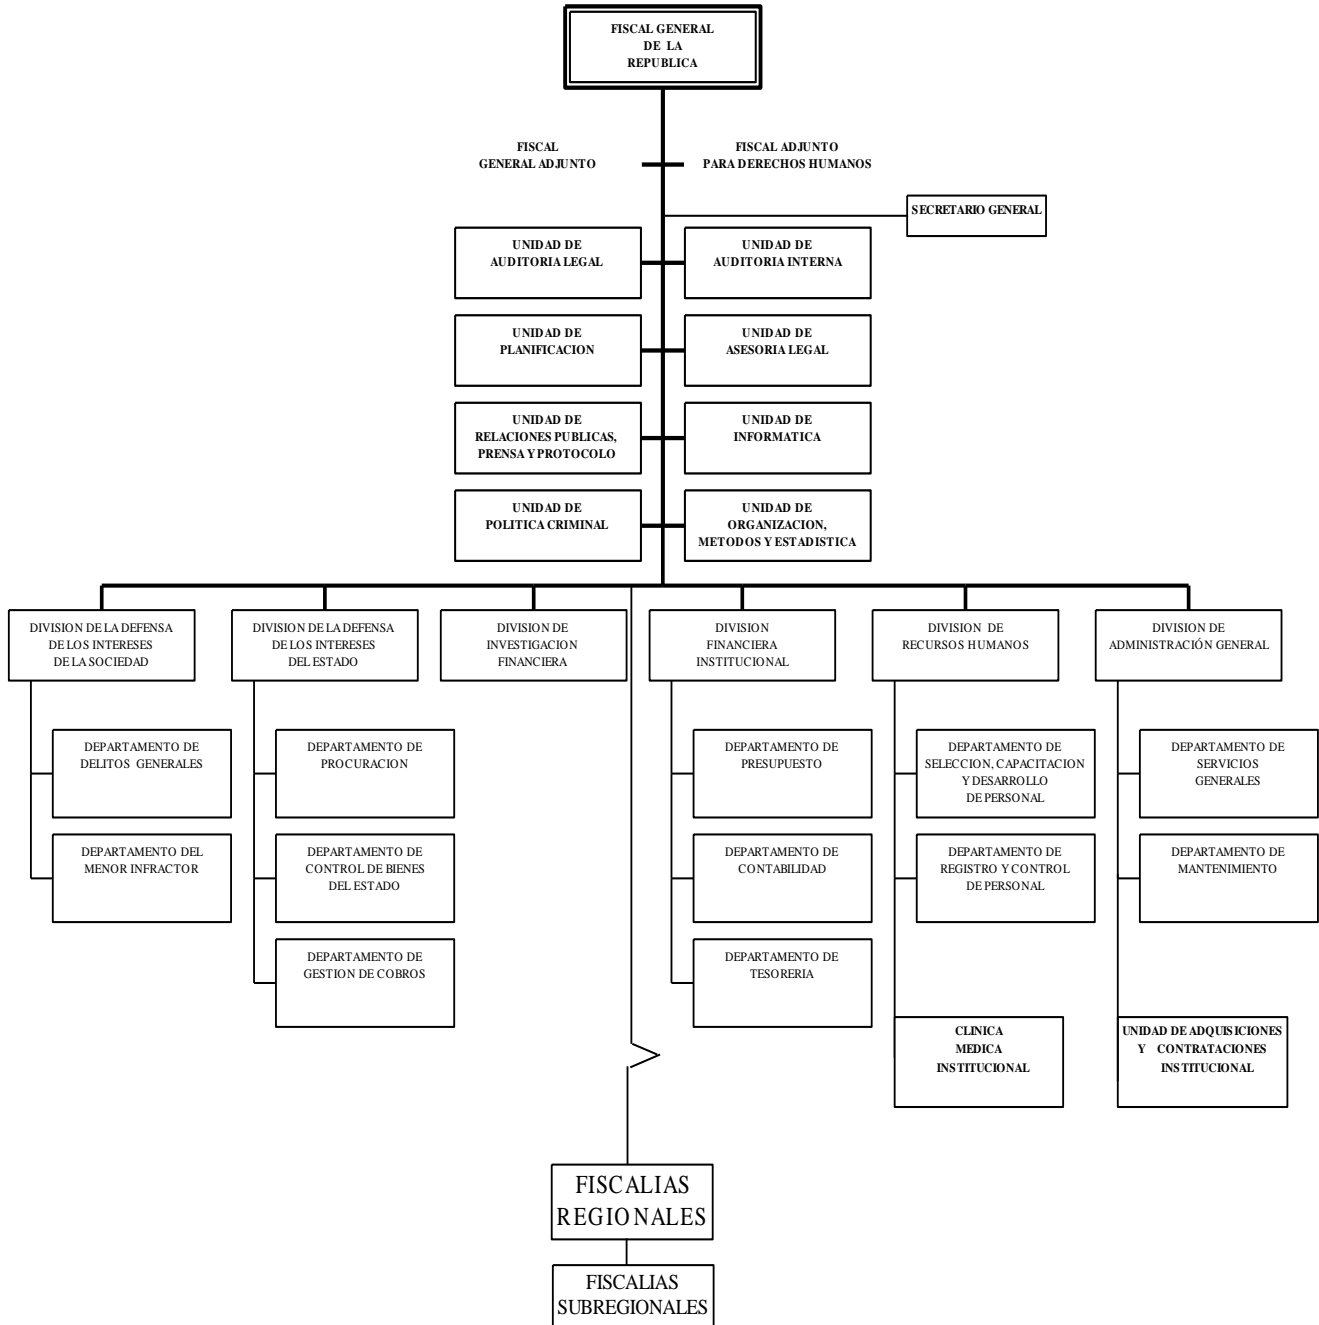 FISCAL GENERAL
DE LA
REPUBLICA
FISCAL
GENERAL ADJUNTO
FISCAL ADJUNTO
PARA DERECHOS HUMANOS
SECRETARIO GENERAL
UNIDAD DE
AUDITORIA LEGAL
UNIDAD DE
AUDITORIA INTERNA
UNIDAD DE
PLANIFICACION
UNIDAD DE
ASESORIA LEGAL
UNIDAD DE
RELACIONES PUBLICAS,
PRENSA Y PROTOCOLO
UNIDAD DE
INFORMATICA
UNIDAD DE
POLITICA CRIMINAL
UNIDAD DE
ORGANIZACION,
METODOS Y ESTADISTICA
DIVISION DE LA DEFENSA
DE LOS INTERESES
DE LA SOCIEDAD
DIVISION DE LA DEFENSA
DE LOS INTERESES
DEL ESTADO
DIVISION DE
INVESTIGACION
FINANCIERA
DIVISION
FINANCIERA
INSTITUCIONAL
DIVISION DE
RECURSOS HUMANOS
DIVISION DE
ADMINISTRACIÓN GENERAL
DEPARTAMENTO DE
DELITOS GENERALES
DEPARTAMENTO DE
PROCURACION
DEPARTAMENTO DE
PRESUPUESTO
DEPARTAMENTO DE
SELECCION, CAPACITACION
Y DESARROLLO
DE PERSONAL
DEPARTAMENTO DE
SERVICIOS
GENERALES
DEPARTAMENTO DEL
MENOR INFRACTOR
DEPARTAMENTO DE
CONTROL DE BIENES
DEL ESTADO
DEPARTAMENTO DE
CONTABILIDAD
DEPARTAMENTO DE
REGISTRO Y CONTROL
DE PERSONAL
DEPARTAMENTO DE
MANTENIMIENTO
DEPARTAMENTO DE
GESTION DE COBROS
DEPARTAMENTO DE
TESORERIA
CLINICA
MEDICA
INSTITUCIONAL
UNIDAD DE ADQUISICIONES
Y CONTRATACIONES
INSTITUCIONAL
FISCALIAS
REGIONALES
FISCALIAS
SUBREGIONALES